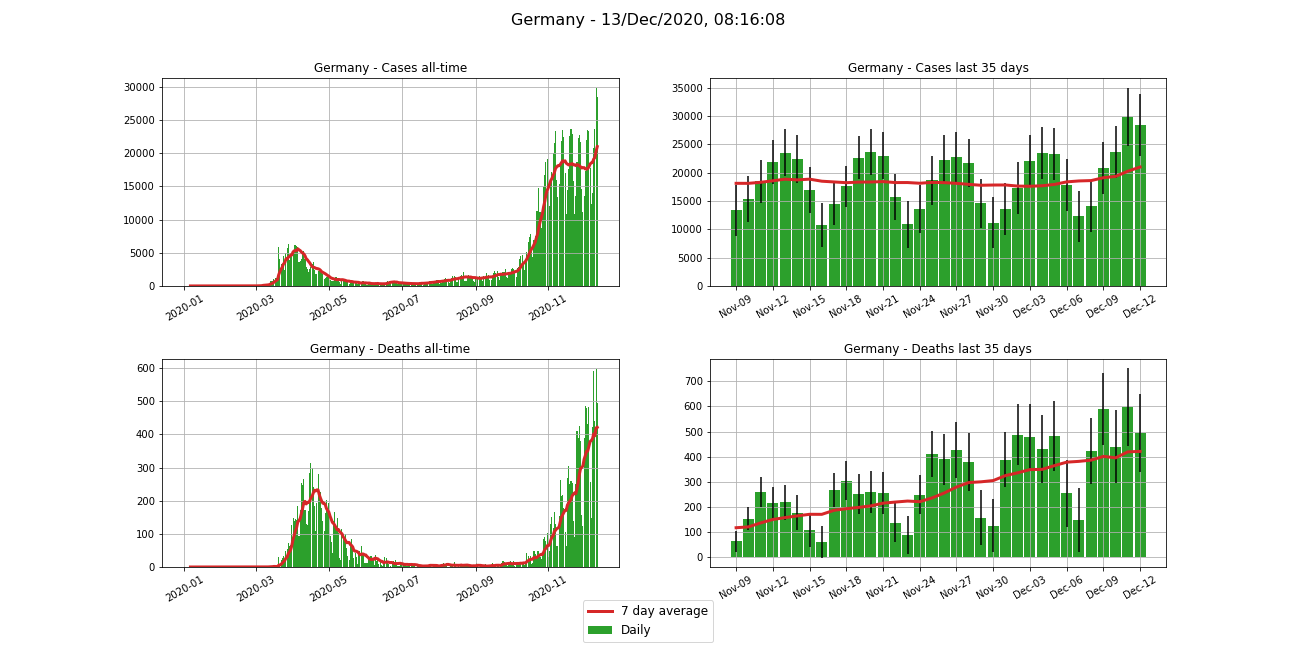 Germany - 13/Dec/2020, 08:16:08
Germany - Cases all-time
30000
25000
20000
15000
10000
5000
0
2020-01 2020-03 2020-05 2020-07 2020-09 2020-11
Germany - Cases last 35 days
35000
30000
25000
20000
15000
10000
5000
0
Nov-09 Nov-12 Nov-15 Nov-18 Nov-21 Nov-24 Nov-27 Nov-30 Dec-03 Dec-06 Dec-09 Dec-12
Germany - Deaths all-time
600
500
400
300
200
100
0
2020-01 2020-03 2020-05 2020-07 2020-09 2020-11
Germany - Deaths last 35 days
700
600
500
400
300
200
100
0
Nov-09 Nov-12 Nov-15 Nov-18 Nov-21 Nov-24 Nov-27 Nov-30 Dec-03 Dec-06 Dec-09 Dec-12
7 day average
Daily